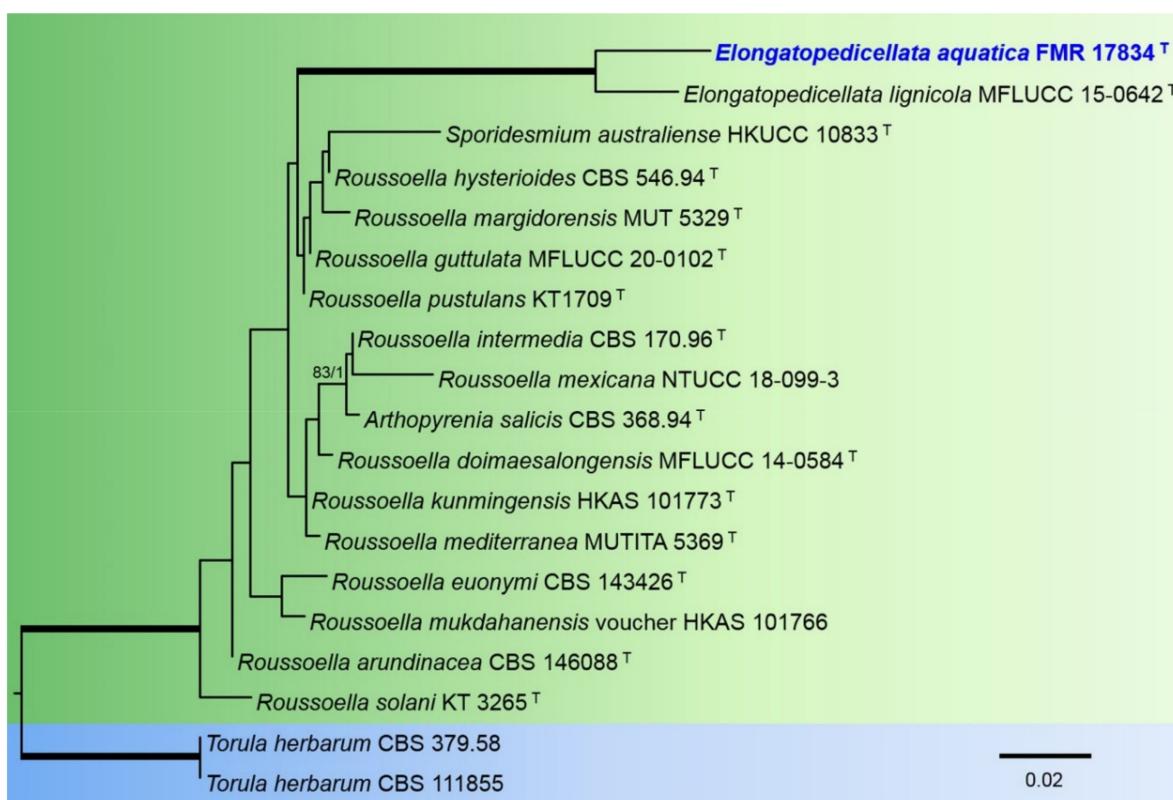 Elongatopedicellata aquatica FMR 17834 T
Elongatopedicellata lignicola MFLUCC 15-0642 T
Sporidesmium australiense HKUCC 10833 T
Roussoella hysterioides CBS 546.94 T
Roussoella margidorensis MUT 5329 T
Roussoella guttulata MFLUCC 20-0102 T
Roussoella pustulans KT1709 T
Roussoella intermedia CBS 170.96 T
83/1
Roussoella mexicana NTUCC 18-099-3
Arthopyrenia salicis CBS 368.94 T
Roussoella doimaesalongensis MFLUCC 14-0584 T
Roussoella kunmingensis HKAS 101773 T
Roussoella mediterranea MUTITA 5369 T
Roussoella euonymi CBS 143426 T
Roussoella mukdahanensis voucher HKAS 101766
Roussoella arundinacea CBS 146088 T
Roussoella solani KT 3265 T
Torula herbarum CBS 379.58
Torula herbarum CBS 111855
0.02